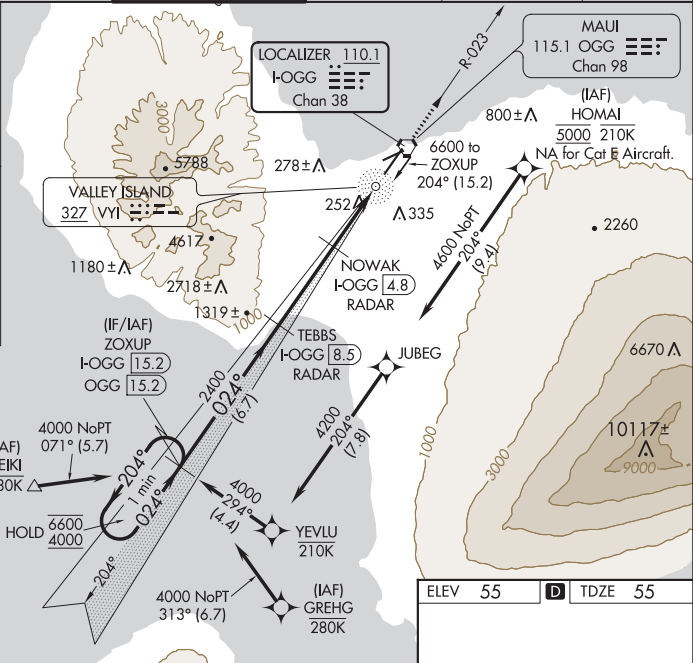 MAUI
115.1 OGG
Chan 98
LOCALIZER 110.1
I-OGG
Chan 38
R-023
(IAF)
HOMAI
5000 210K
NA for Cat E Aircraft.
800±
3000
5788
278±
6600 to
ZOXUP
204° (15.2)
VALLEY ISLAND
327 VYI
252
335
2260
4617
4600 NoPT
204°
(9.4)
1180±
2718±
NOWAK
I-OGG 4.8
RADAR
1319±
1000
(IF/IAF)
ZOXUP
I-OGG 15.2
OGG 15.2
TEBBS
I-OGG 8.5
RADAR
JUBEG
6670
2400
024°
(6.7)
4200
204°
(7.8)
1000
3000
10117±
9000
AF)
EIKI
80K
4000 NoPT
071° (5.7)
204°
1 min
024°
HOLD 6600
4000
4000
294°
(4.4)
YEVLU
210K
204°
4000 NoPT
313° (6.7)
(IAF)
GREHG
280K
ELEV 55 D TDZE 55